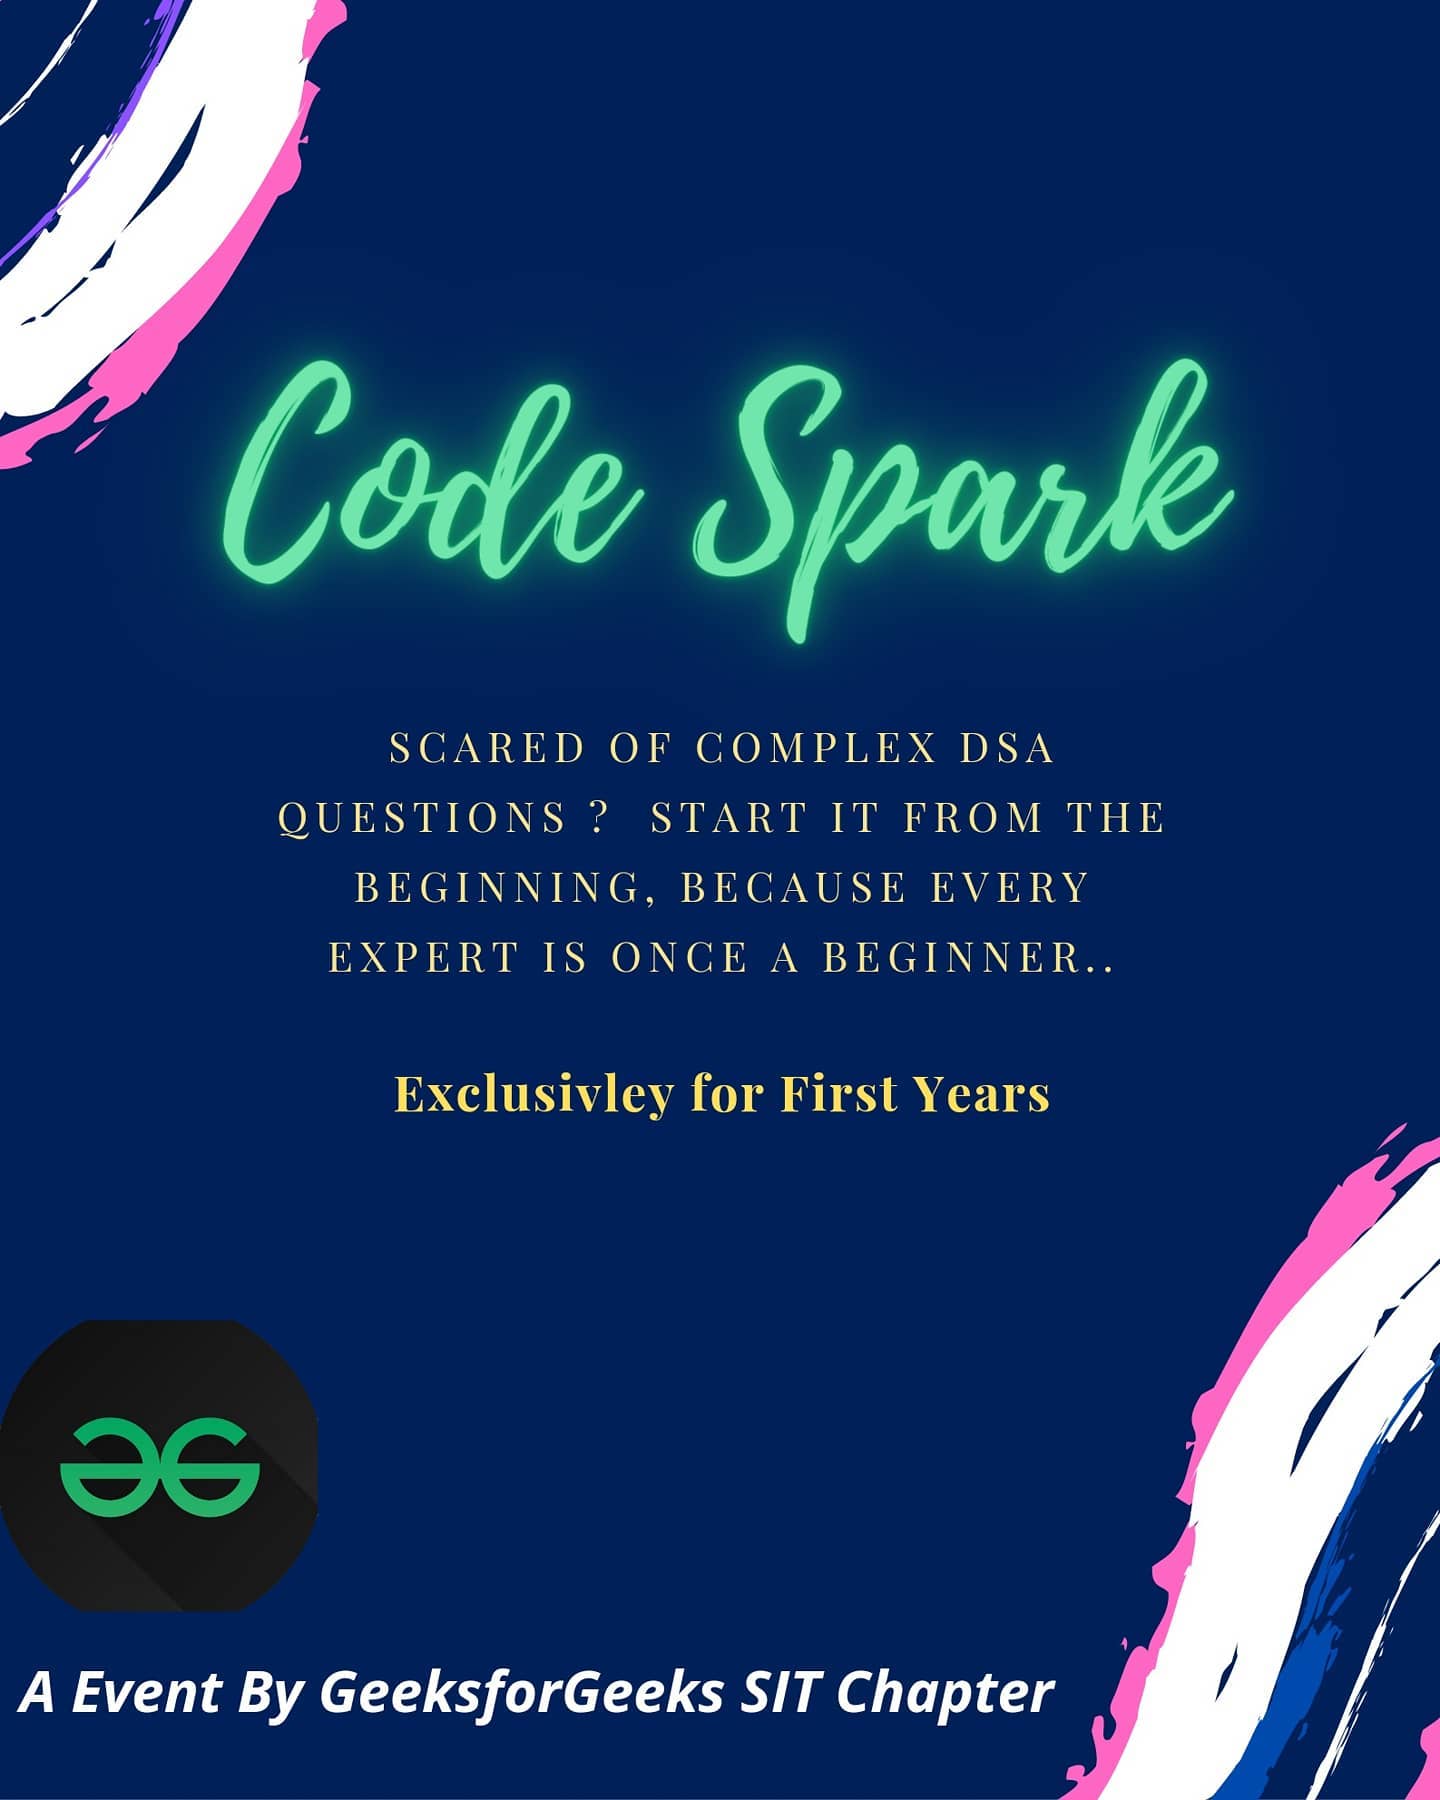 Code Spark
SCARED OF COMPLEX DSA
QUESTIONS ? START IT FROM THE
BEGINNING, BECAUSE EVERY
EXPERT IS ONCE A BEGINNER..
Exclusivley for First Years
A Event By GeeksforGeeks SIT Chapter